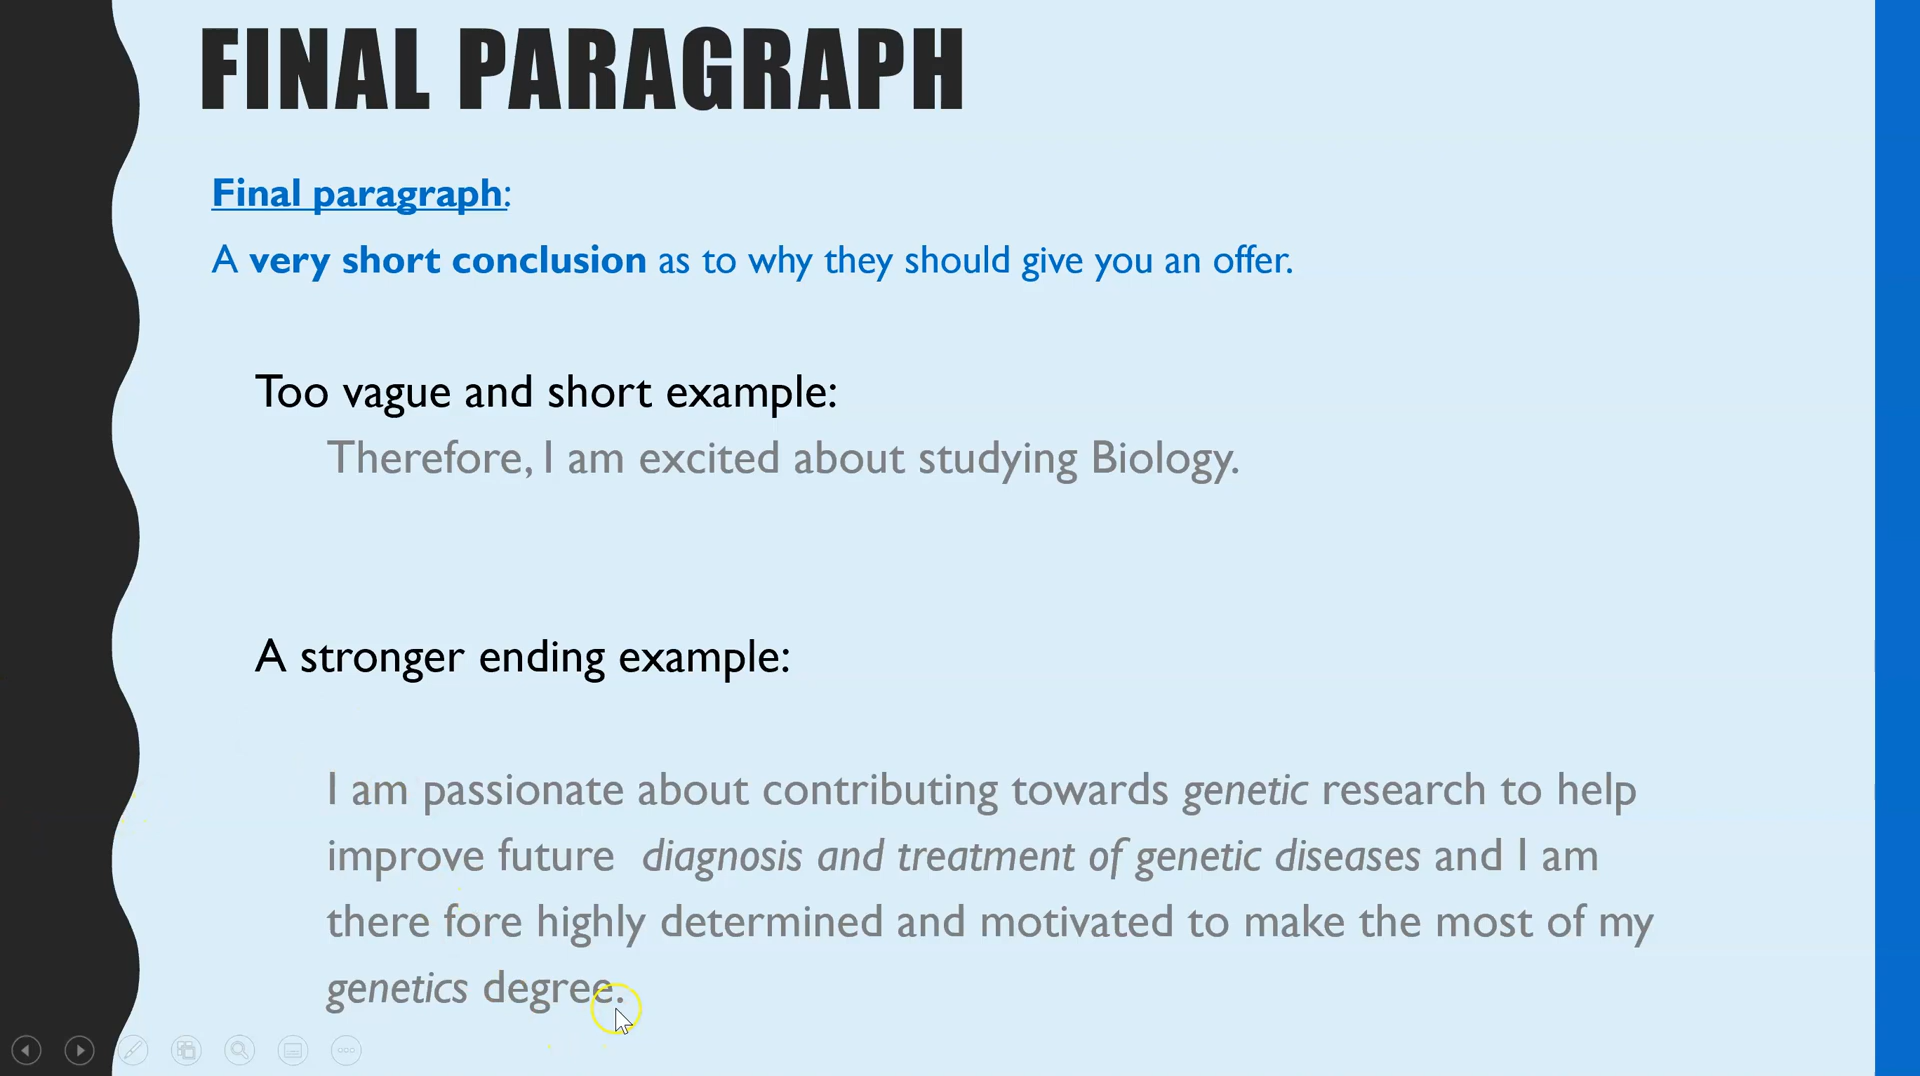 FINAL PARAGRAPH
Final paragraph:
A very short conclusion as to why they should give you an offer.
Too vague and short example:
Therefore, I am excited about studying Biology.
A stronger ending example:
I am passionate about contributing towards genetic research to help
improve future diagnosis and treatment of genetic diseases and I am
there fore highly determined and motivated to make the most of my
genetics degree.